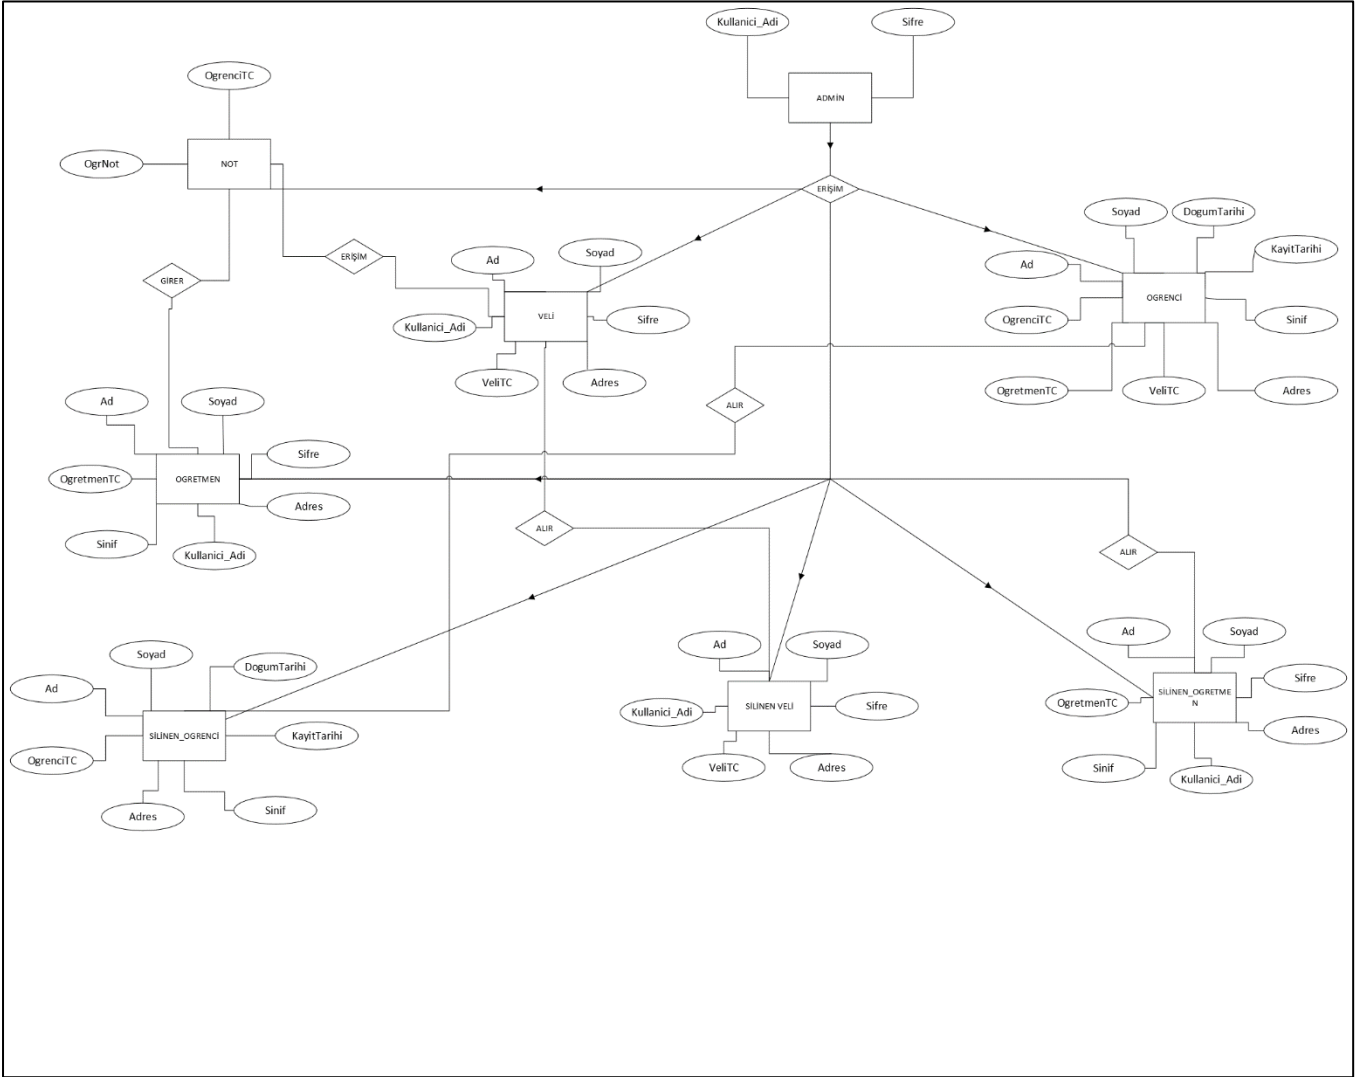 Kullanici_Adi
Sifre
ADMİN
OgrenciTC
OgrNot
NOT
ERİŞİM
Soyad
DogumTarihi
KayitTarihi
Ad
OGRENCİ
OgrenciTC
Sinif
OgretmenTC
VeliTC
Adres
GİRER
ERİŞİM
Ad
Soyad
VELİ
Kullanici_Adi
Sifre
VeliTC
Adres
ALIR
Ad
Soyad
Sifre
OgretmenTC
OGRETMEN
Adres
Sinif
Kullanici_Adi
ALIR
ALIR
Soyad
DogumTarihi
Ad
SİLİNEN_OGRENCİ
KayitTarihi
OgrenciTC
Adres
Sinif
Ad
Soyad
Kullanici_Adi
SİLİNEN VELİ
Sifre
VeliTC
Adres
Ad
Soyad
Sifre
OgretmenTC
SİLİNEN_OGRETME
N
Adres
Sinif
Kullanici_Adi